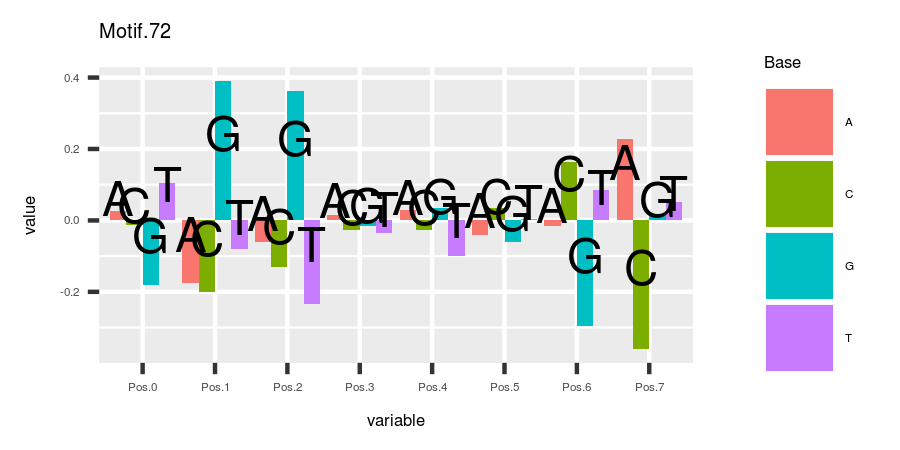 Motif.72
Base
0.4
0.2
0.0
-0.2
value
A C G T A C G T A C G T A C G T A C G T A C G T A C G T A C G T
A
C
G
T
Pos.0 Pos.1 Pos.2 Pos.3 Pos.4 Pos.5 Pos.6 Pos.7
variable